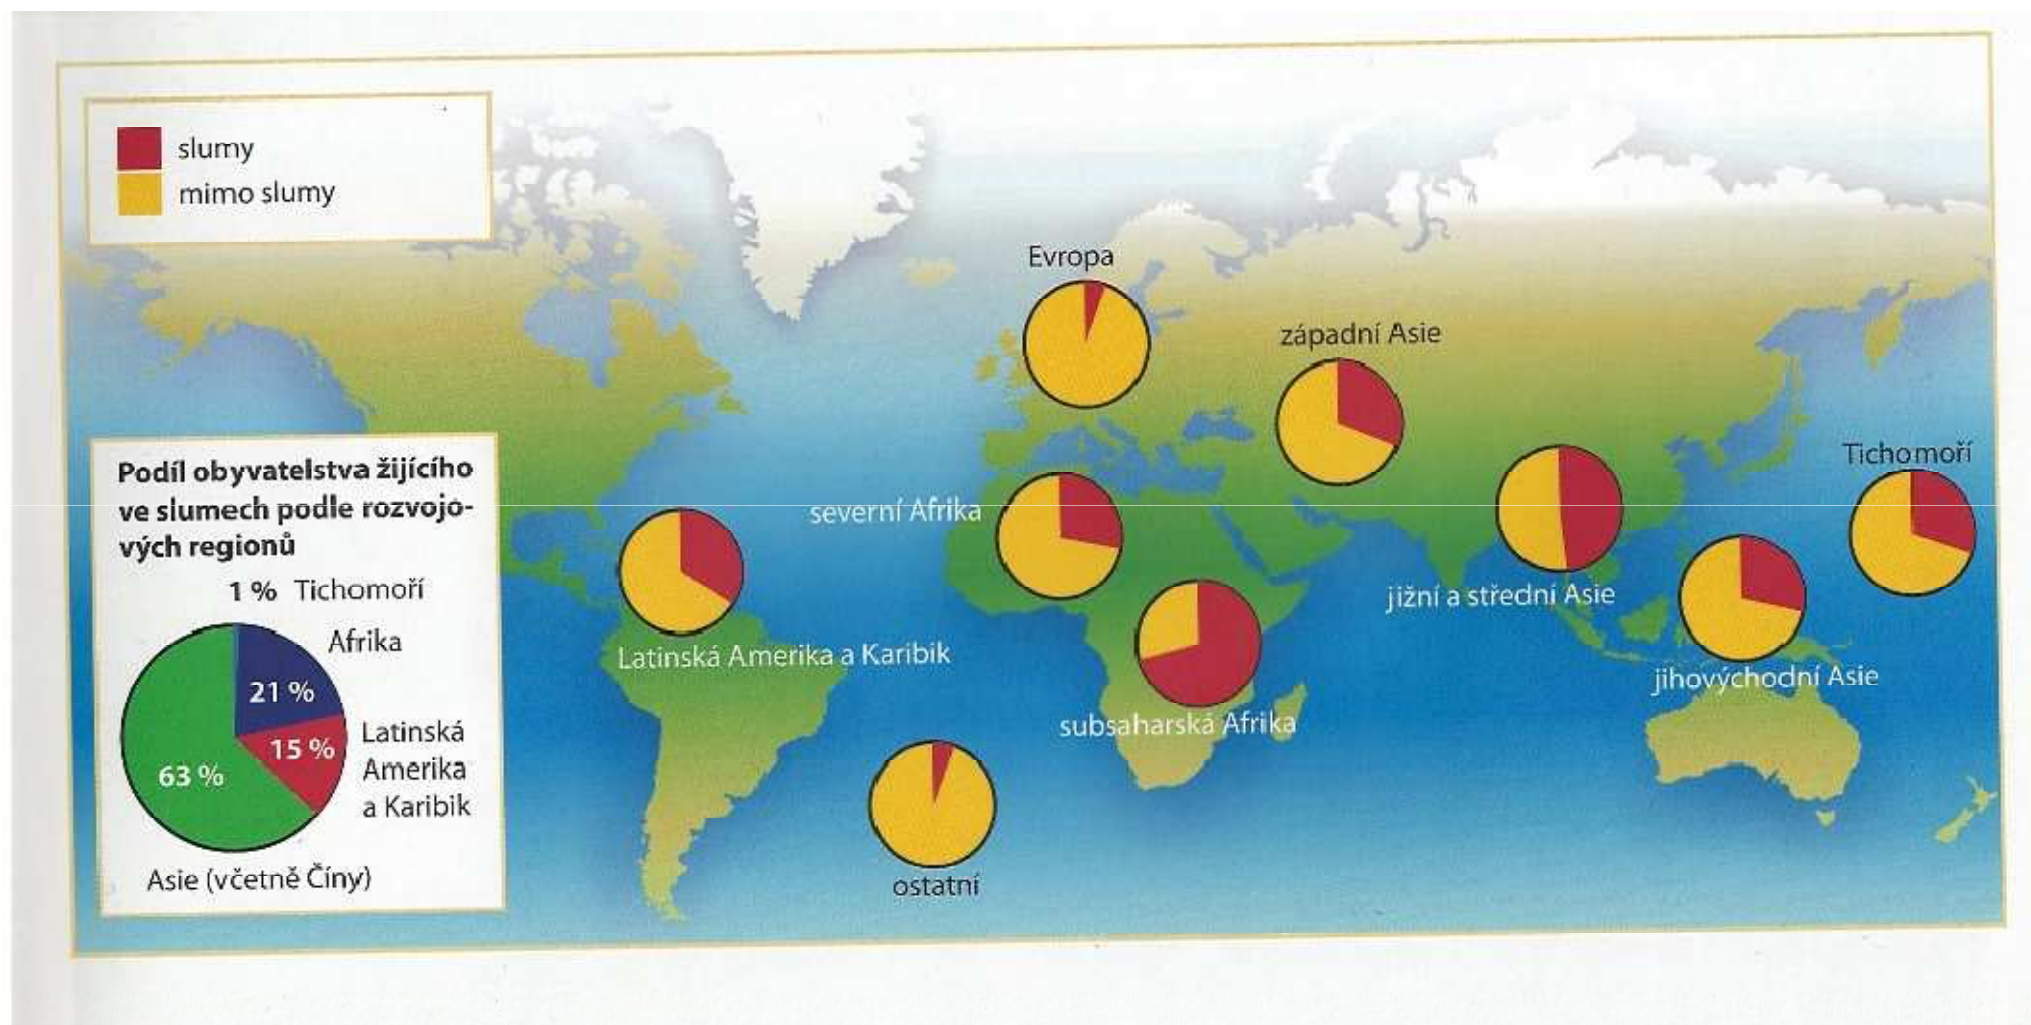 slumy
mimo slumy
Evropa
západní Asie
Tichomoří
severní Afrika
jižní a střední Asie
Latinská Amerika a Karibik
jihovýchodní Asie
subsaharská Afrika
ostatní
Podíl obyvatelstva žijícího
ve slumech podle rozvojo-
vých regionů
1 % Tichomoří
Afrika
21 %
Latinská
Amerika
a Karibik
15 %
63 %
Asie (včetně Číny)